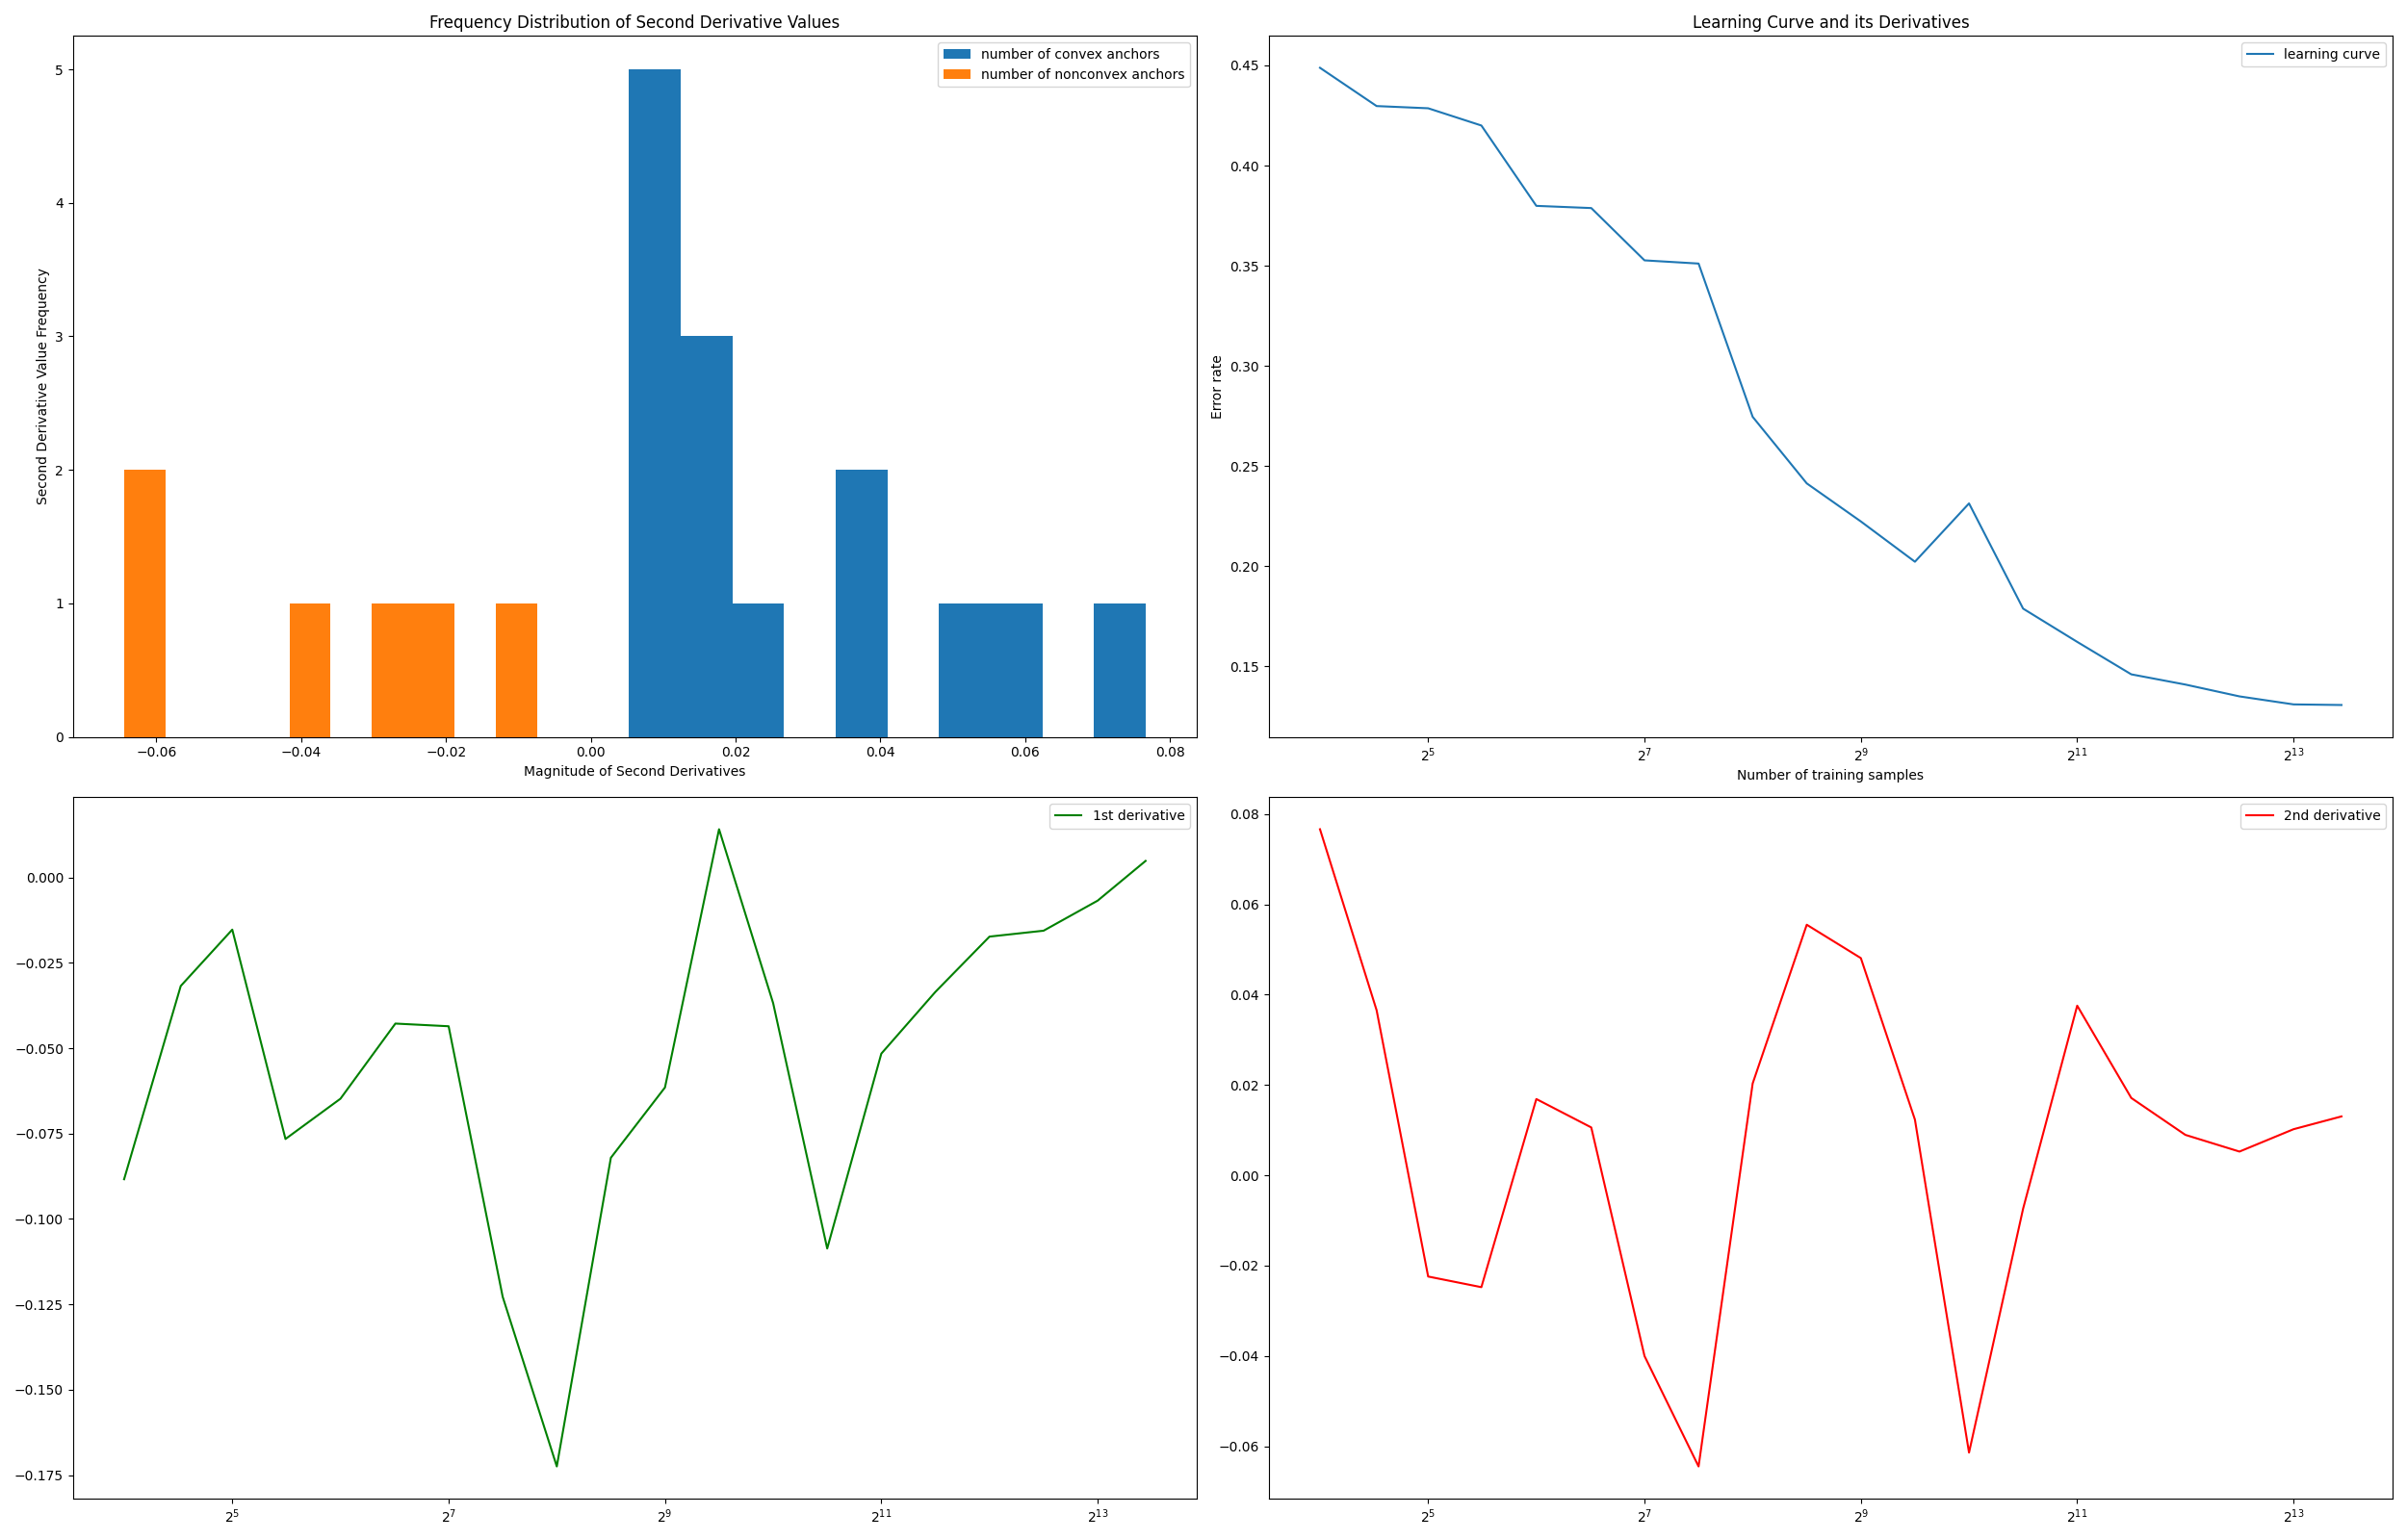 Frequency Distribution of Second Derivative Values
number of convex anchors
number of nonconvex anchors
Second Derivative Value Frequency
5
4
3
2
1
0
−0.06 −0.04 −0.02 0.00 0.02 0.04 0.06 0.08
Magnitude of Second Derivatives
Learning Curve and its Derivatives
learning curve
Error rate
0.45
0.40
0.35
0.30
0.25
0.20
0.15
2⁵ 2⁷ 2⁹ 2¹¹ 2¹³
Number of training samples
1st derivative
0.000
−0.025
−0.050
−0.075
−0.100
−0.125
−0.150
−0.175
2⁵ 2⁷ 2⁹ 2¹¹ 2¹³
2nd derivative
0.08
0.06
0.04
0.02
0.00
−0.02
−0.04
−0.06
2⁵ 2⁷ 2⁹ 2¹¹ 2¹³